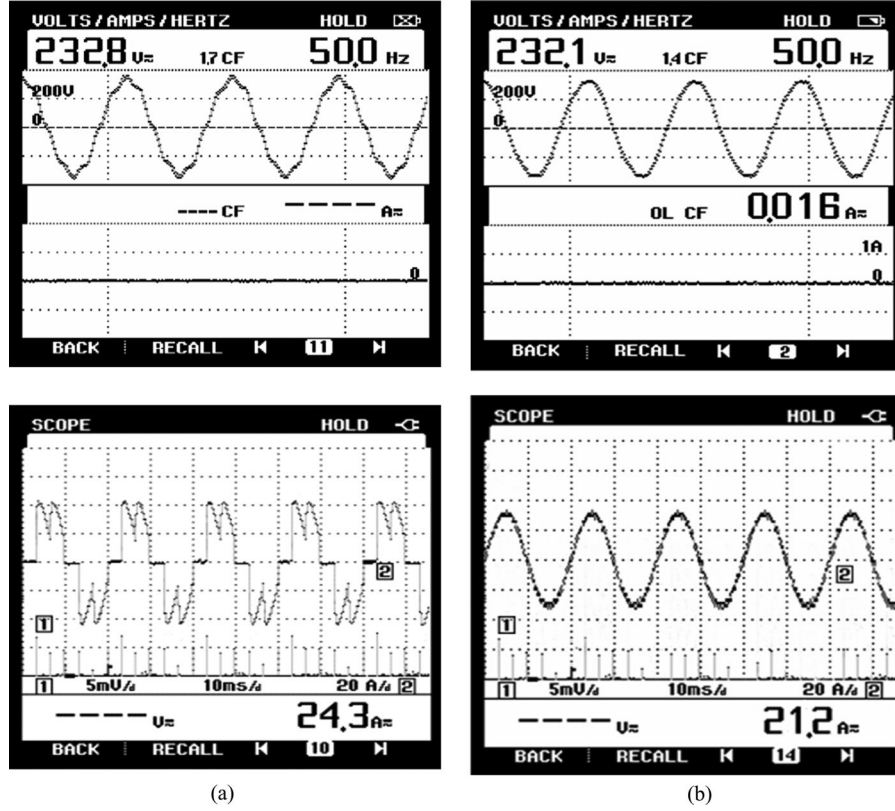 VOLTS/AMPS/HERTZ HOLD
232.8 V≂ 1.7 CF 50.0 Hz
200V
0
---- CF ---- A≂
0
BACK RECALL 11
VOLTS/AMPS/HERTZ HOLD
232.1 V≂ 1.4 CF 50.0 Hz
200V
0
OL CF 0.016 A≂
1A
0
BACK RECALL 2
SCOPE HOLD
2
1
1 5mV/d 10ms/d 20 A/d 2
---- V≂ 24.3 A≂
BACK RECALL 10
SCOPE HOLD
2
1
1 5mV/d 10ms/d 20 A/d 2
---- V≂ 21.2 A≂
BACK RECALL 14
(a) (b)